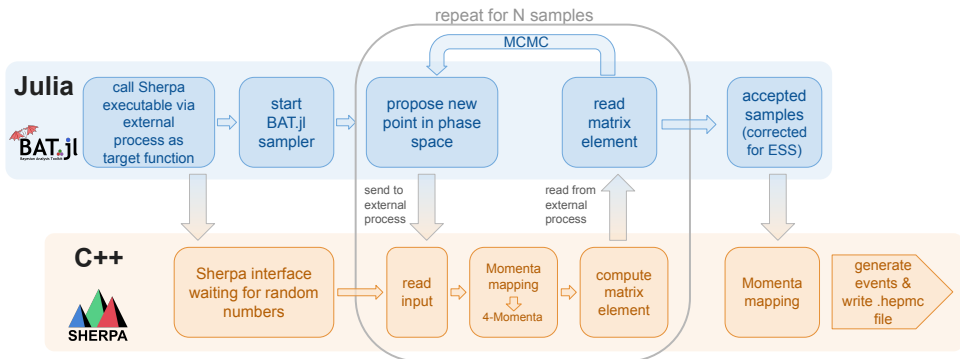 repeat for N samples
MCMC
Julia
BAT.jl
Bayesian Analysis Toolkit
call Sherpa
executable via
external
process as
target function
start
BAT.jl
sampler
propose new
point in phase
space
read
matrix
element
accepted
samples
(corrected
for ESS)
send to
external
process
read from
external
process
C++
SHERPA
Sherpa interface
waiting for random
numbers
read
input
Momenta
mapping
4-Momenta
compute
matrix
element
Momenta
mapping
generate
events &
write .hepmc
file